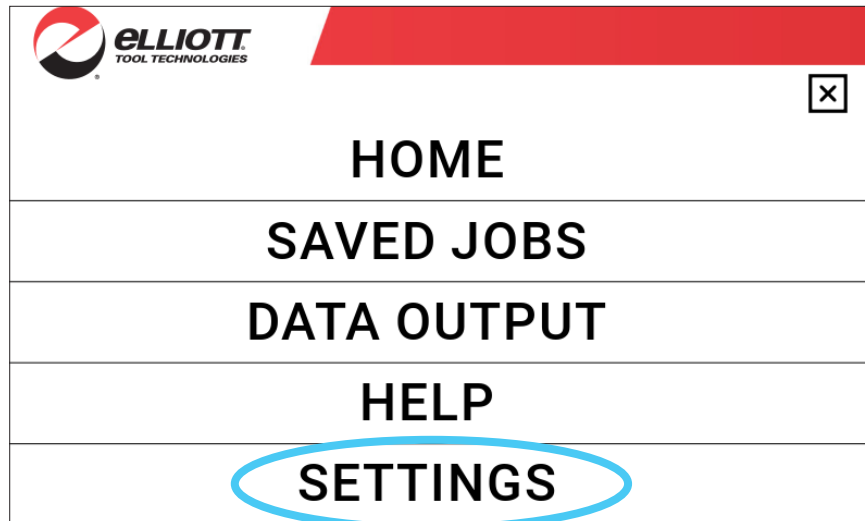 eLLIOTT.
TOOL TECHNOLOGIES
®
HOME
SAVED JOBS
DATA OUTPUT
HELP
SETTINGS